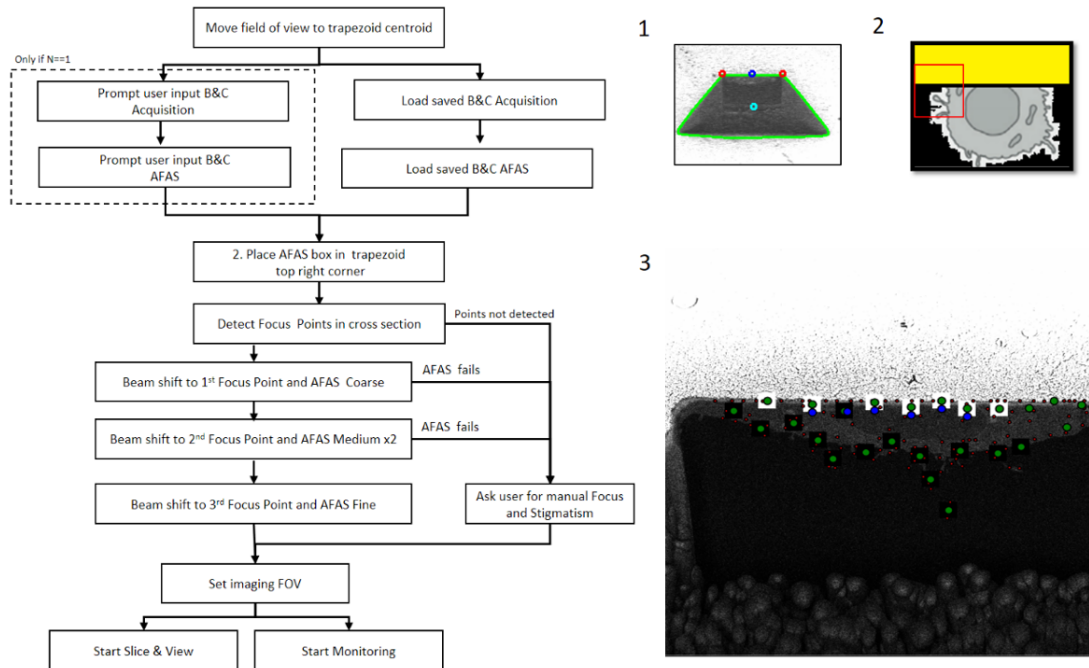 Move field of view to trapezoid centroid
Only if N==1
Prompt user input B&C
Acquisition
Load saved B&C Acquisition
Prompt user input B&C
AFAS
Load saved B&C AFAS
2. Place AFAS box in trapezoid
top right corner
Detect Focus Points in cross section
Points not detected
Beam shift to 1st Focus Point and AFAS Coarse
AFAS fails
Beam shift to 2nd Focus Point and AFAS Medium x2
AFAS fails
Beam shift to 3rd Focus Point and AFAS Fine
Ask user for manual Focus
and Stigmatism
Set imaging FOV
Start Slice & View
Start Monitoring
1
2
3